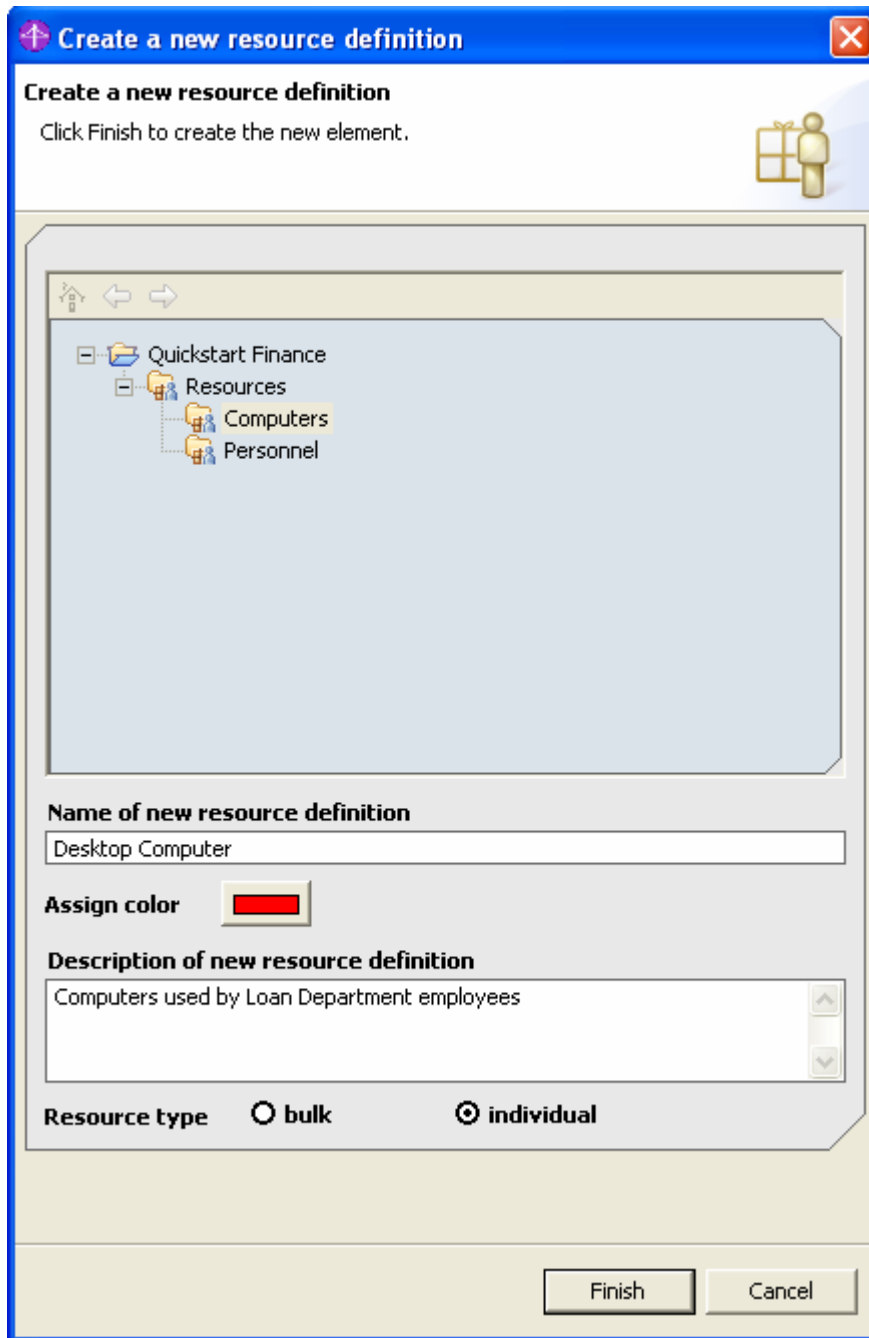 Create a new resource definition
Create a new resource definition
Click Finish to create the new element.
Quickstart Finance
Resources
Computers
Personnel
Name of new resource definition
Desktop Computer
Assign color
Description of new resource definition
Computers used by Loan Department employees
Resource type bulk individual
Finish Cancel